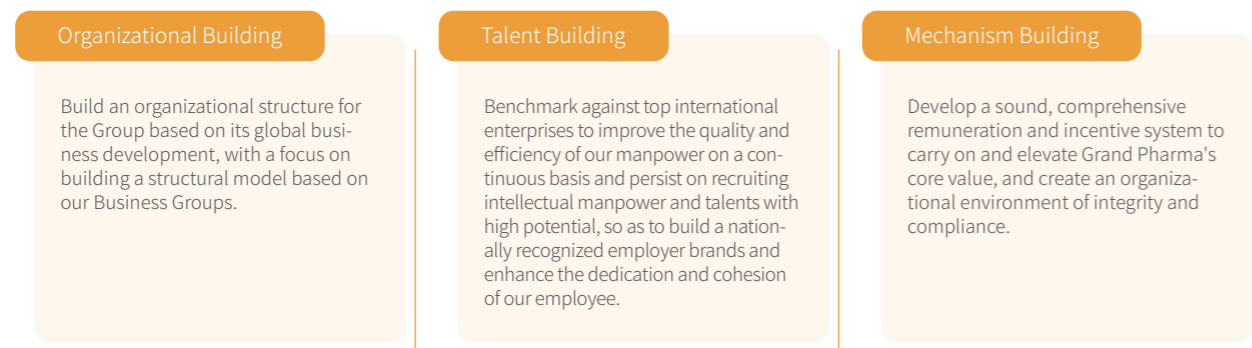 Organizational Building
Build an organizational structure for
the Group based on its global busi-
ness development, with a focus on
building a structural model based on
our Business Groups.
Talent Building
Benchmark against top international
enterprises to improve the quality and
efficiency of our manpower on a con-
tinuous basis and persist on recruiting
intellectual manpower and talents with
high potential, so as to build a nation-
ally recognized employer brands and
enhance the dedication and cohesion
of our employee.
Mechanism Building
Develop a sound, comprehensive
remuneration and incentive system to
carry on and elevate Grand Pharma's
core value, and create an organiza-
tional environment of integrity and
compliance.